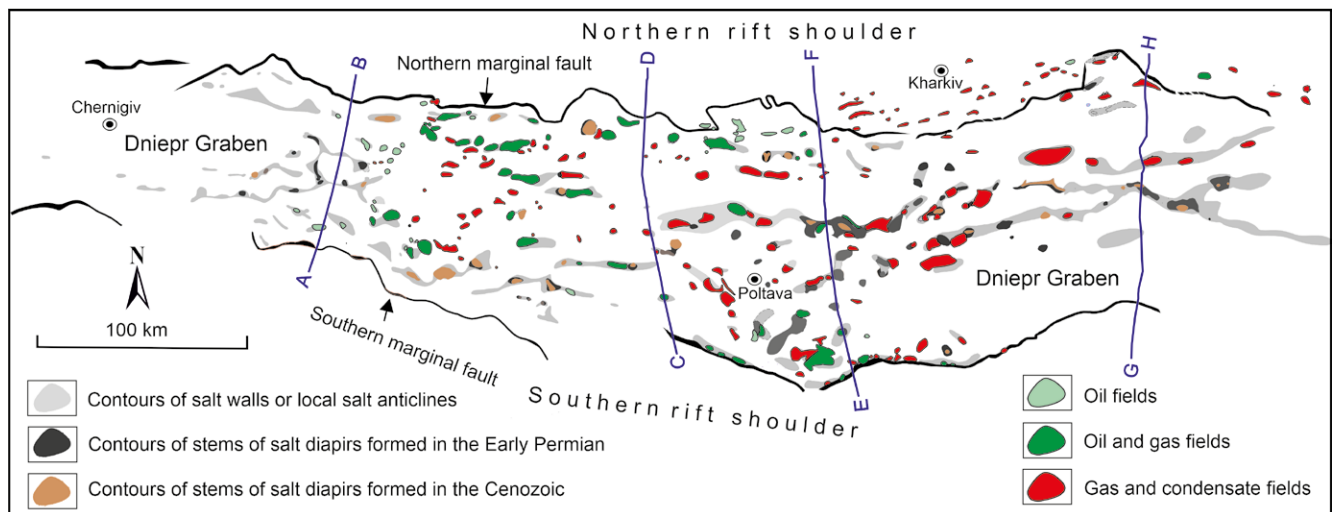 Northern rift shoulder
B
D
F
H
Northern marginal fault
Kharkiv
Chernigiv
Dniepr Graben
N
A
Poltava
Dniepr Graben
100 km
Southern marginal fault
C
E
G
Southern rift shoulder
Contours of salt walls or local salt anticlines
Contours of stems of salt diapirs formed in the Early Permian
Contours of stems of salt diapirs formed in the Cenozoic
Oil fields
Oil and gas fields
Gas and condensate fields